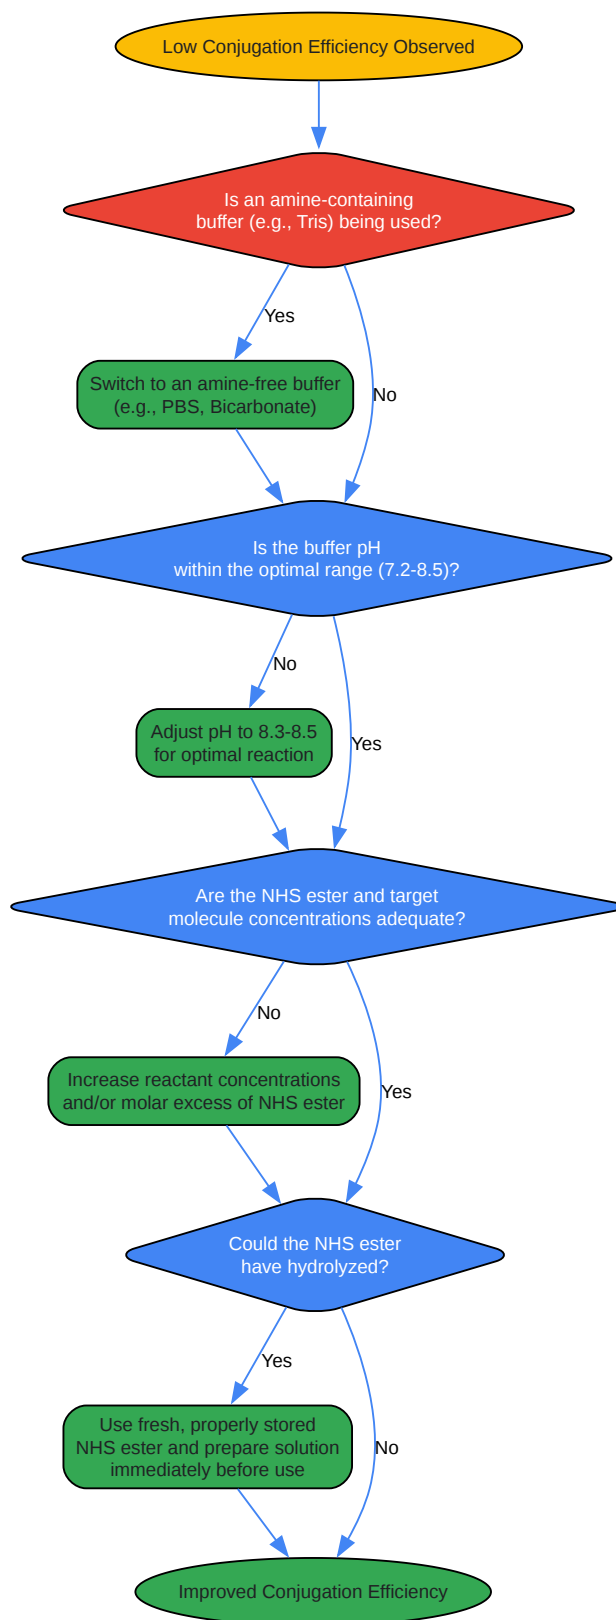 Low Conjugation Efficiency Observed
Is an amine-containing
buffer (e.g., Tris) being used?
Yes
Switch to an amine-free buffer
(e.g., PBS, Bicarbonate)
No
Is the buffer pH
within the optimal range (7.2-8.5)?
No
Adjust pH to 8.3-8.5
for optimal reaction
Yes
Are the NHS ester and target
molecule concentrations adequate?
No
Increase reactant concentrations
and/or molar excess of NHS ester
Yes
Could the NHS ester
have hydrolyzed?
Yes
Use fresh, properly stored
NHS ester and prepare solution
immediately before use
No
Improved Conjugation Efficiency